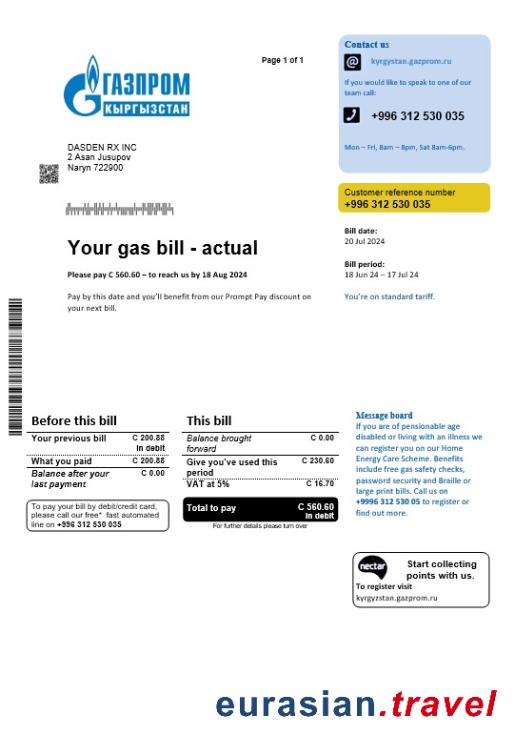 Page 1 of 1
ГАЗПРОМ
КЫРГЫЗСТАН
DASDEN RX INC
2 Asan Jusupov
Naryn 722900
Contact us
@ kyrgystan.gazprom.ru
If you would like to speak to one of our
team call:
+996 312 530 035
Mon – Fri, 8am – 8pm, Sat 8am-6pm.
Customer reference number
+996 312 530 035
Bill date:
20 Jul 2024
Bill period:
18 Jun 24 – 17 Jul 24
You're on standard tariff.
Your gas bill - actual
Please pay C 560.60 – to reach us by 18 Aug 2024
Pay by this date and you'll benefit from our Prompt Pay discount on
your next bill.
Before this bill
Your previous bill C 200.88
in debit
What you paid C 200.88
Balance after your C 0.00
last payment
To pay your bill by debit/credit card,
please call our free* fast automated
line on +996 312 530 035
This bill
Balance brought C 0.00
forward
Give you've used this C 230.60
period
VAT at 5% C 16.70
Total to pay C 560.60
in debit
For further details please turn over
Message board
If you are of pensionable age
disabled or living with an illness we
can register you on our Home
Energy Care Scheme. Benefits
include free gas safety checks,
password security and Braille or
large print bills. Call us on
+9996 312 530 05 to register or
find out more.
nectar
Start collecting
points with us.
To register visit
kyrgyzstan.gazprom.ru
eurasian.travel